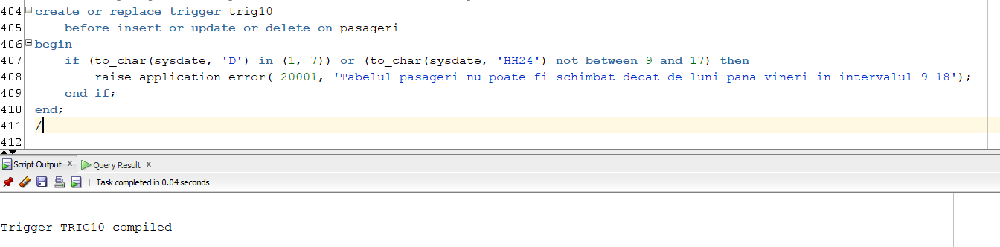 404 create or replace trigger trig10
405     before insert or update or delete on pasageri
406 begin
407     if (to_char(sysdate, 'D') in (1, 7)) or (to_char(sysdate, 'HH24') not between 9 and 17) then
408         raise_application_error(-20001, 'Tabelul pasageri nu poate fi schimbat decat de luni pana vineri in intervalul 9-18');
409     end if;
410 end;
411 /
412
Script Output x Query Result x
Task completed in 0.04 seconds
Trigger TRIG10 compiled